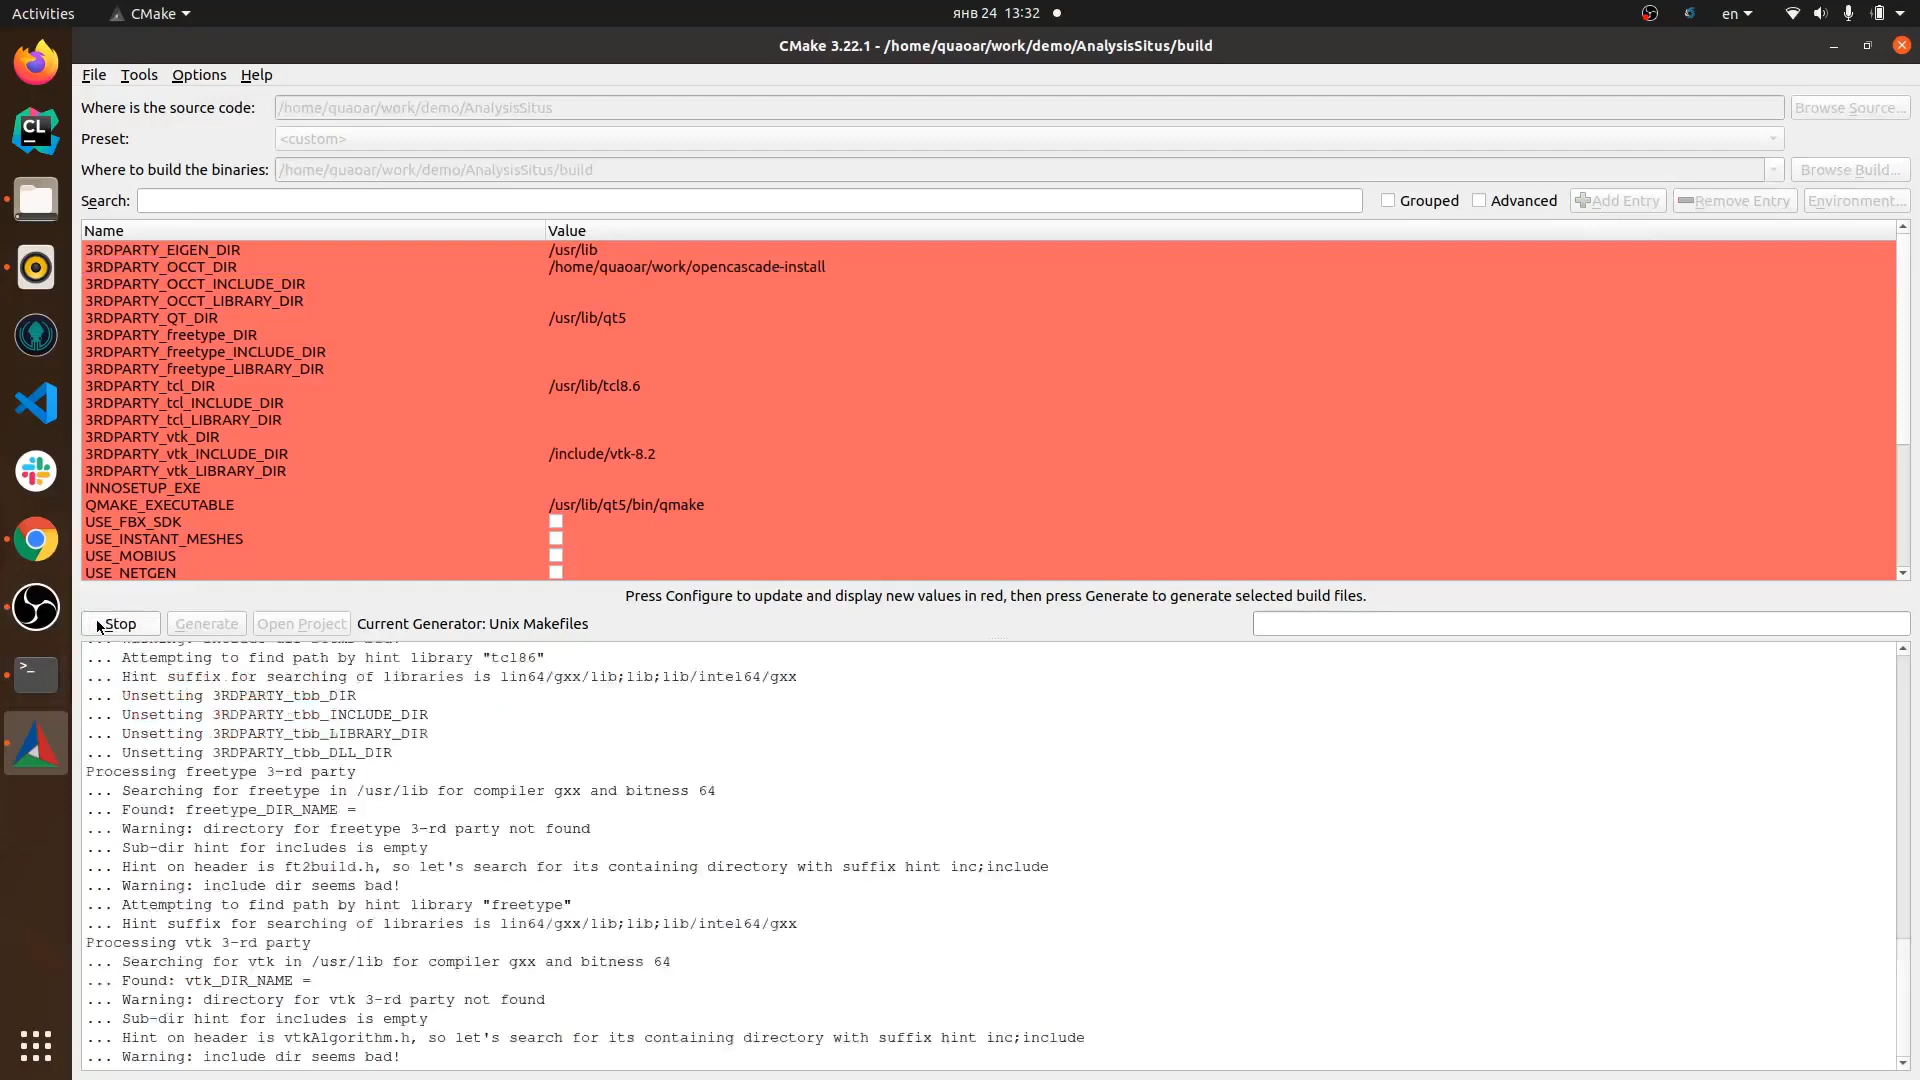 Activities
CMake
янв 24 13:32
en
CMake 3.22.1 - /home/quaoar/work/demo/AnalysisSitus/build
File Tools Options Help
Where is the source code: /home/quaoar/work/demo/AnalysisSitus Browse Source...
Preset: <custom>
Where to build the binaries: /home/quaoar/work/demo/AnalysisSitus/build Browse Build...
Search: Grouped Advanced Add Entry Remove Entry Environment...
Name Value
3RDPARTY_EIGEN_DIR /usr/lib
3RDPARTY_OCCT_DIR /home/quaoar/work/opencascade-install
3RDPARTY_OCCT_INCLUDE_DIR
3RDPARTY_OCCT_LIBRARY_DIR
3RDPARTY_QT_DIR /usr/lib/qt5
3RDPARTY_freetype_DIR
3RDPARTY_freetype_INCLUDE_DIR
3RDPARTY_freetype_LIBRARY_DIR
3RDPARTY_tcl_DIR /usr/lib/tcl8.6
3RDPARTY_tcl_INCLUDE_DIR
3RDPARTY_tcl_LIBRARY_DIR
3RDPARTY_vtk_DIR
3RDPARTY_vtk_INCLUDE_DIR /include/vtk-8.2
3RDPARTY_vtk_LIBRARY_DIR
INNOSETUP_EXE
QMAKE_EXECUTABLE /usr/lib/qt5/bin/qmake
USE_FBX_SDK
USE_INSTANT_MESHES
USE_MOBIUS
USE_NETGEN
Press Configure to update and display new values in red, then press Generate to generate selected build files.
Stop Generate Open Project Current Generator: Unix Makefiles
... Attempting to find path by hint library "tcl86"
... Hint suffix for searching of libraries is lin64/gxx/lib;lib;lib/intel64/gxx
... Unsetting 3RDPARTY_tbb_DIR
... Unsetting 3RDPARTY_tbb_INCLUDE_DIR
... Unsetting 3RDPARTY_tbb_LIBRARY_DIR
... Unsetting 3RDPARTY_tbb_DLL_DIR
Processing freetype 3-rd party
... Searching for freetype in /usr/lib for compiler gxx and bitness 64
... Found: freetype_DIR_NAME =
... Warning: directory for freetype 3-rd party not found
... Sub-dir hint for includes is empty
... Hint on header is ft2build.h, so let's search for its containing directory with suffix hint inc;include
... Warning: include dir seems bad!
... Attempting to find path by hint library "freetype"
... Hint suffix for searching of libraries is lin64/gxx/lib;lib;lib/intel64/gxx
Processing vtk 3-rd party
... Searching for vtk in /usr/lib for compiler gxx and bitness 64
... Found: vtk_DIR_NAME =
... Warning: directory for vtk 3-rd party not found
... Sub-dir hint for includes is empty
... Hint on header is vtkAlgorithm.h, so let's search for its containing directory with suffix hint inc;include
... Warning: include dir seems bad!